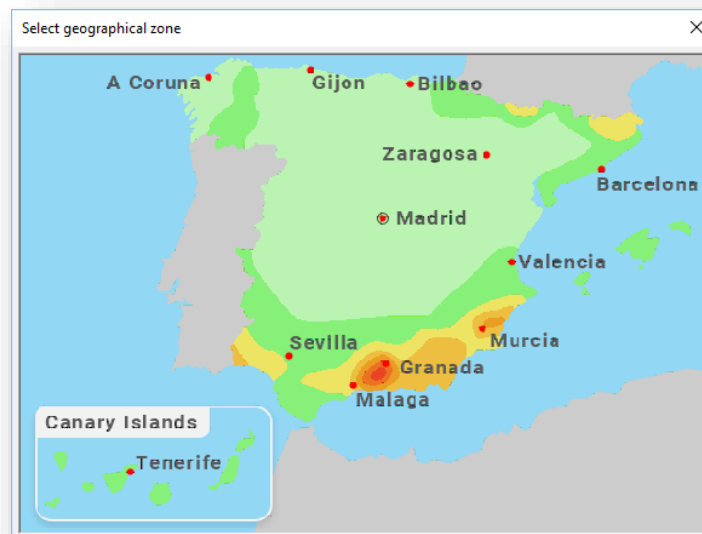 Select geographical zone
A Coruna
Gijon
Bilbao
Zaragosa
Barcelona
Madrid
Valencia
Sevilla
Murcia
Granada
Malaga
Canary Islands
Tenerife